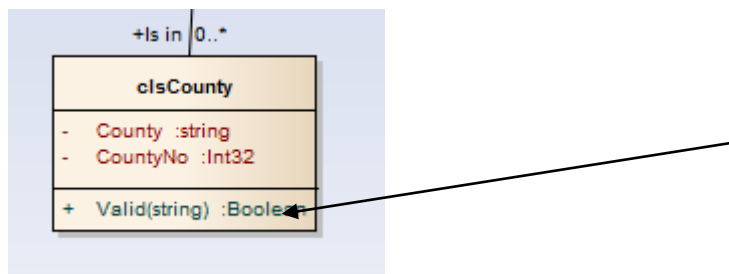 +Is in 0..*
clsCounty
- County :string
- CountyNo :Int32
+ Valid(string) :Boolean